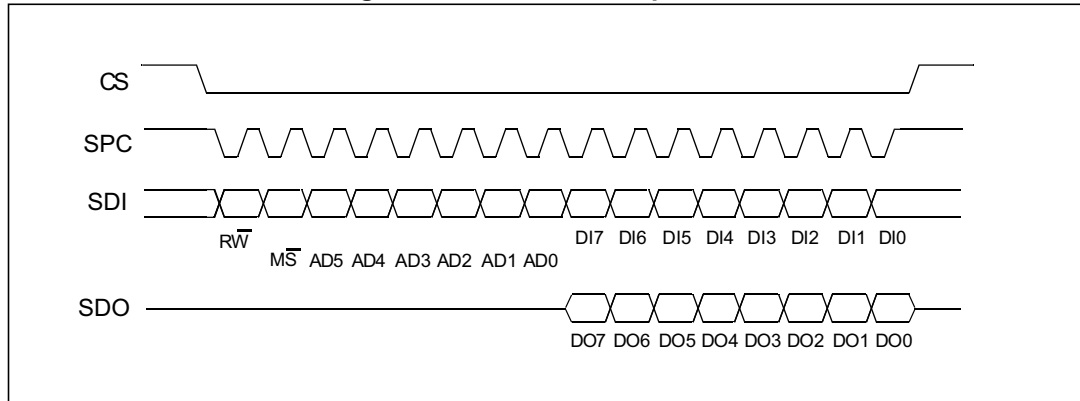 CS
SPC
SDI
RW̅
DI7 DI6 DI5 DI4 DI3 DI2 DI1 DI0
MS̅ AD5 AD4 AD3 AD2 AD1 AD0
SDO
DO7 DO6 DO5 DO4 DO3 DO2 DO1 DO0